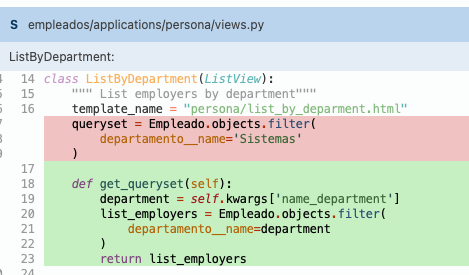 S empleados/applications/persona/views.py
ListByDepartment:
14 class ListByDepartment(ListView):
15 """ List employers by department"""
16 template_name = "persona/list_by_deparment.html"
queryset = Empleado.objects.filter(
departamento__name='Sistemas'
)
17
18 def get_queryset(self):
19 department = self.kwargs['name_department']
20 list_employers = Empleado.objects.filter(
21 departamento__name=department
22 )
23 return list_employers
24